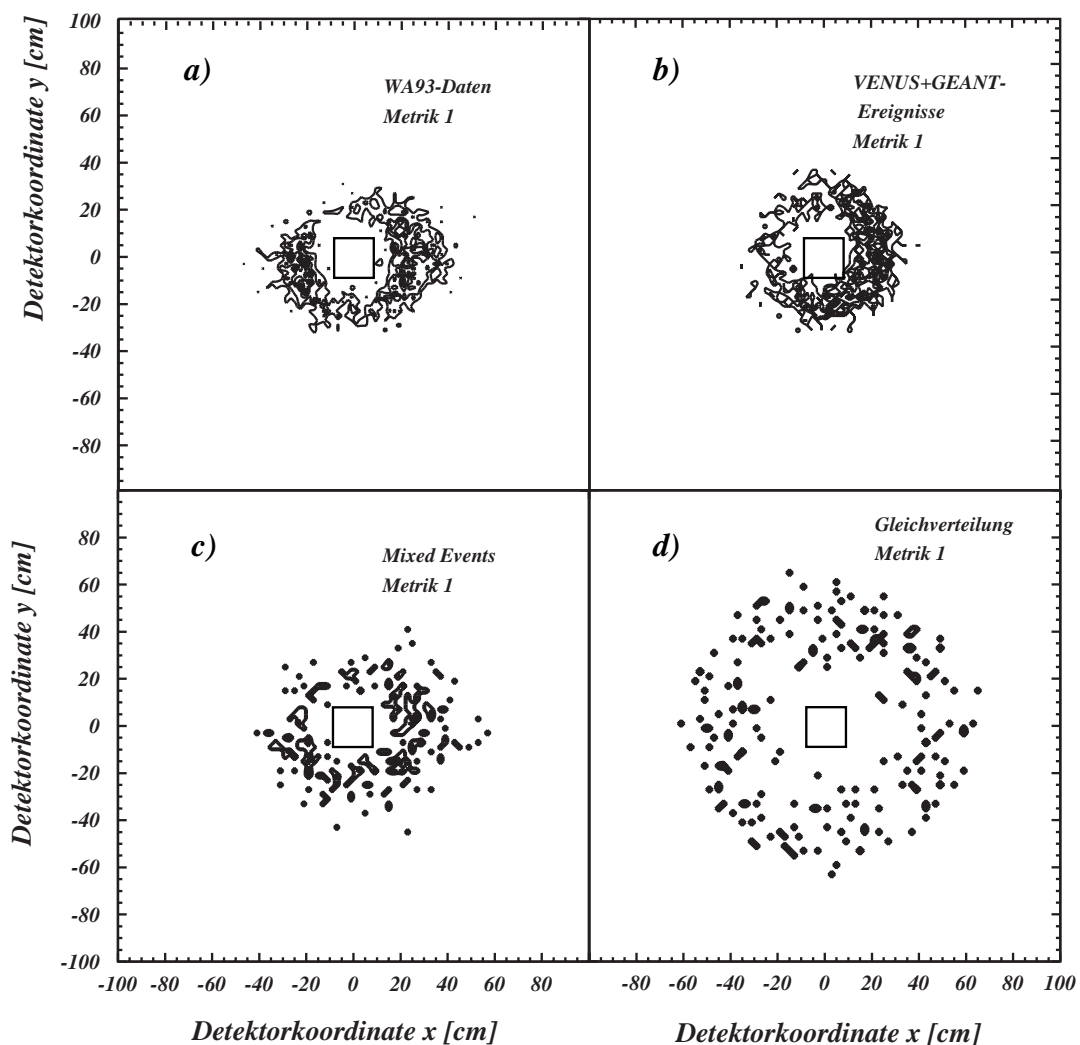 100
80
60
40
20
0
-20
-40
-60
-80
Detektorkoordinate y [cm]
a)
WA93-Daten
Metrik 1
b)
VENUS+GEANT-
Ereignisse
Metrik 1
80
60
40
20
0
-20
-40
-60
-80
-100
Detektorkoordinate y [cm]
c)
Mixed Events
Metrik 1
d)
Gleichverteilung
Metrik 1
-100 -80 -60 -40 -20 0 20 40 60 80
-80 -60 -40 -20 0 20 40 60 80 100
Detektorkoordinate x [cm]
Detektorkoordinate x [cm]